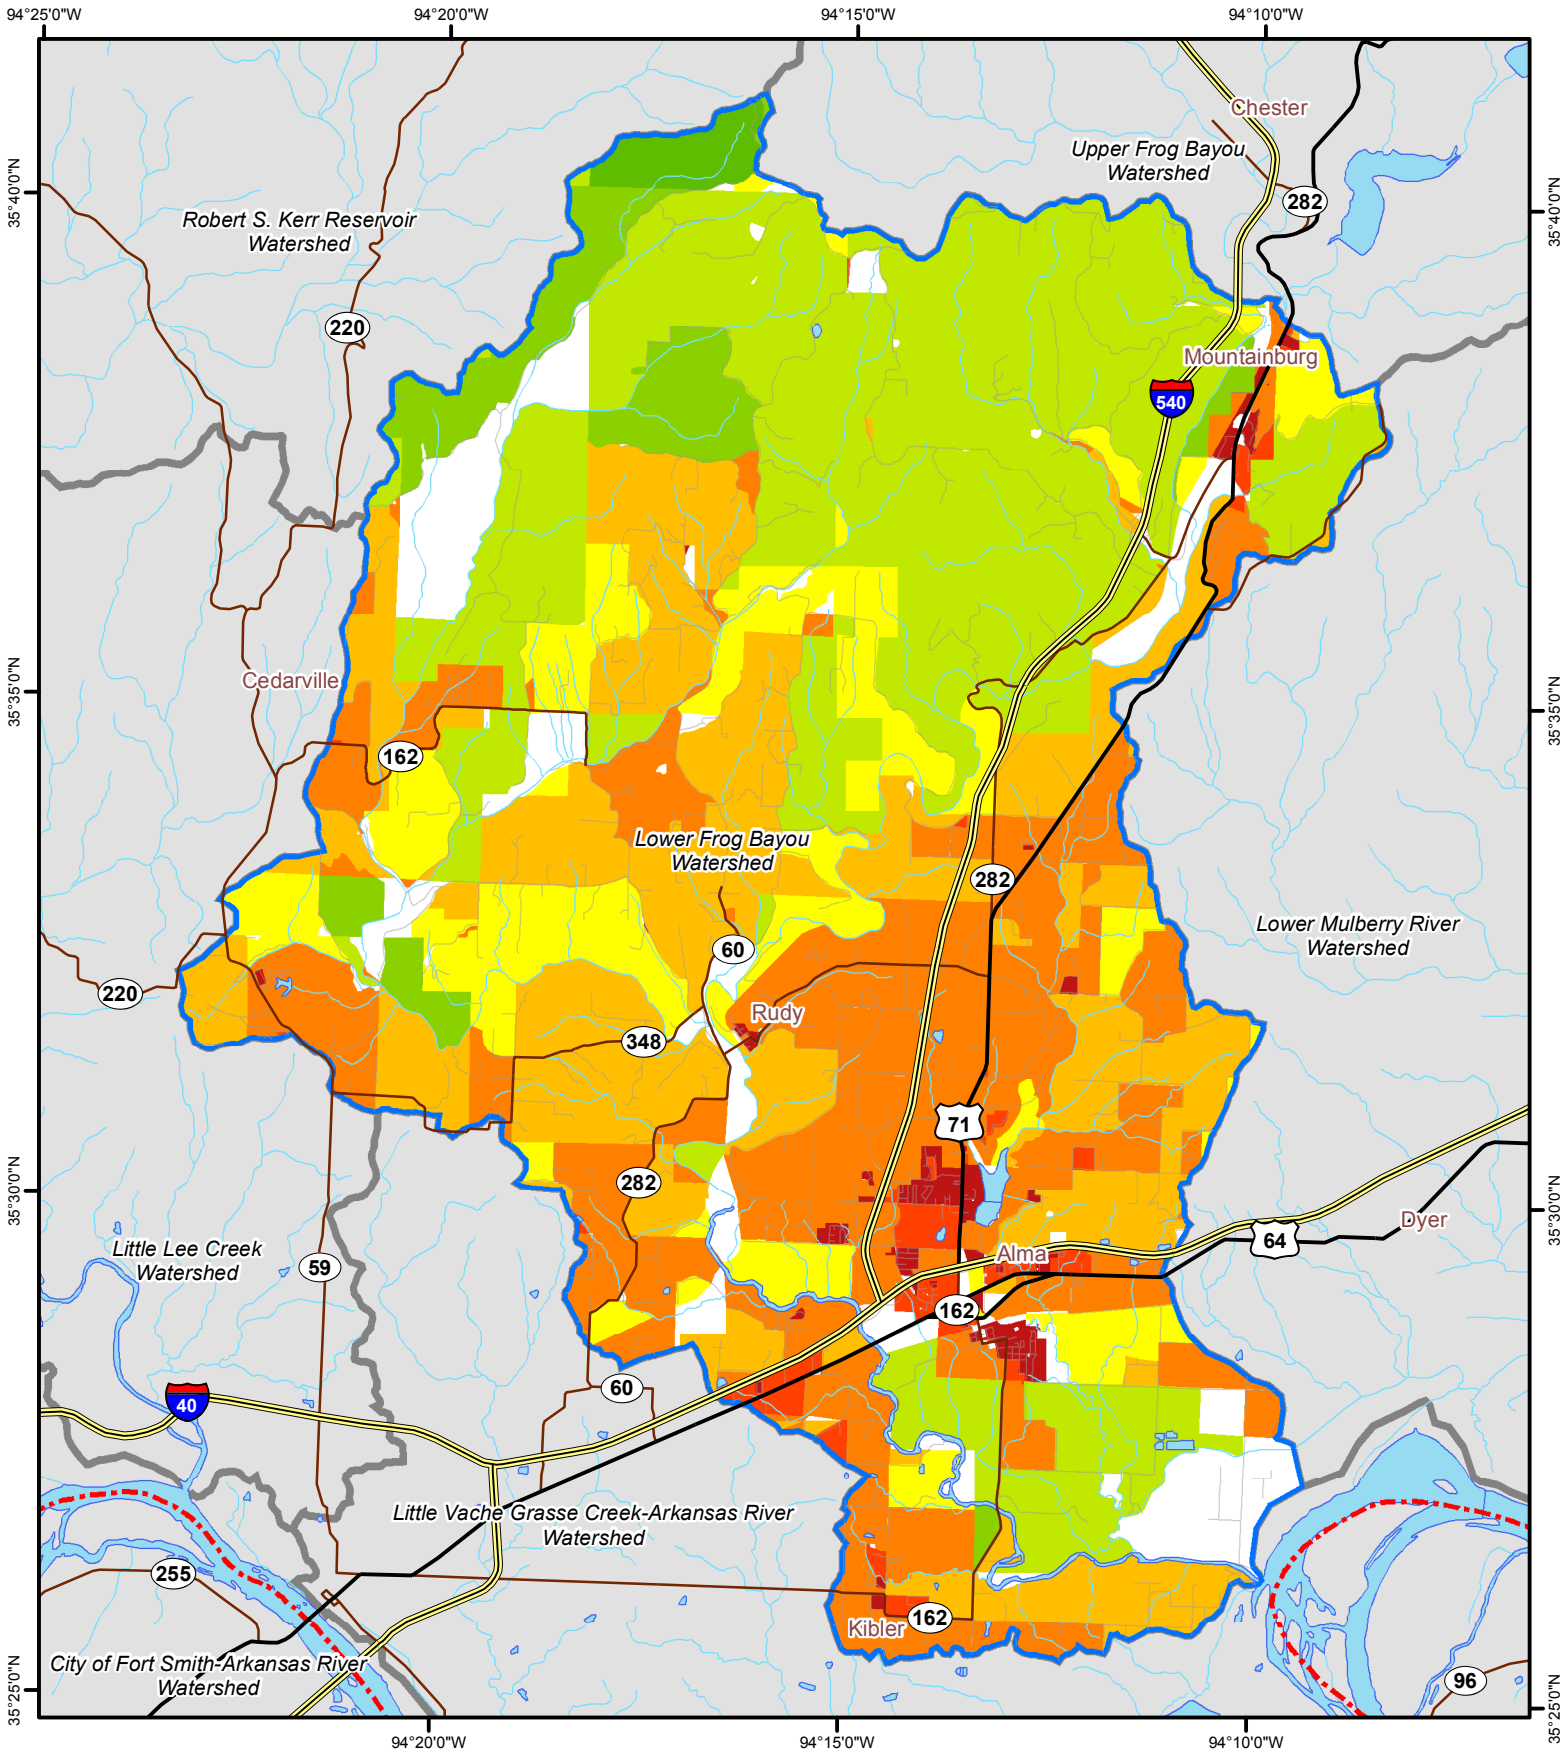 94°25'0"W
94°20'0"W
94°15'0"W
94°10'0"W
Chester
Upper Frog Bayou
Watershed
35°40'0"N
35°40'0"N
282
Robert S. Kerr Reservoir
Watershed
220
Mountainburg
540
Cedarville
35°35'0"N
35°35'0"N
162
Lower Frog Bayou
Watershed
282
Lower Mulberry River
Watershed
60
220
Rudy
348
71
35°30'0"N
35°30'0"N
282
Dyer
64
Little Lee Creek
Watershed
Alma
59
162
60
40
Little Vache Grasse Creek-Arkansas River
Watershed
255
Kibler
162
City of Fort Smith-Arkansas River
Watershed
96
35°25'0"N
35°25'0"N
94°20'0"W
94°15'0"W
94°10'0"W